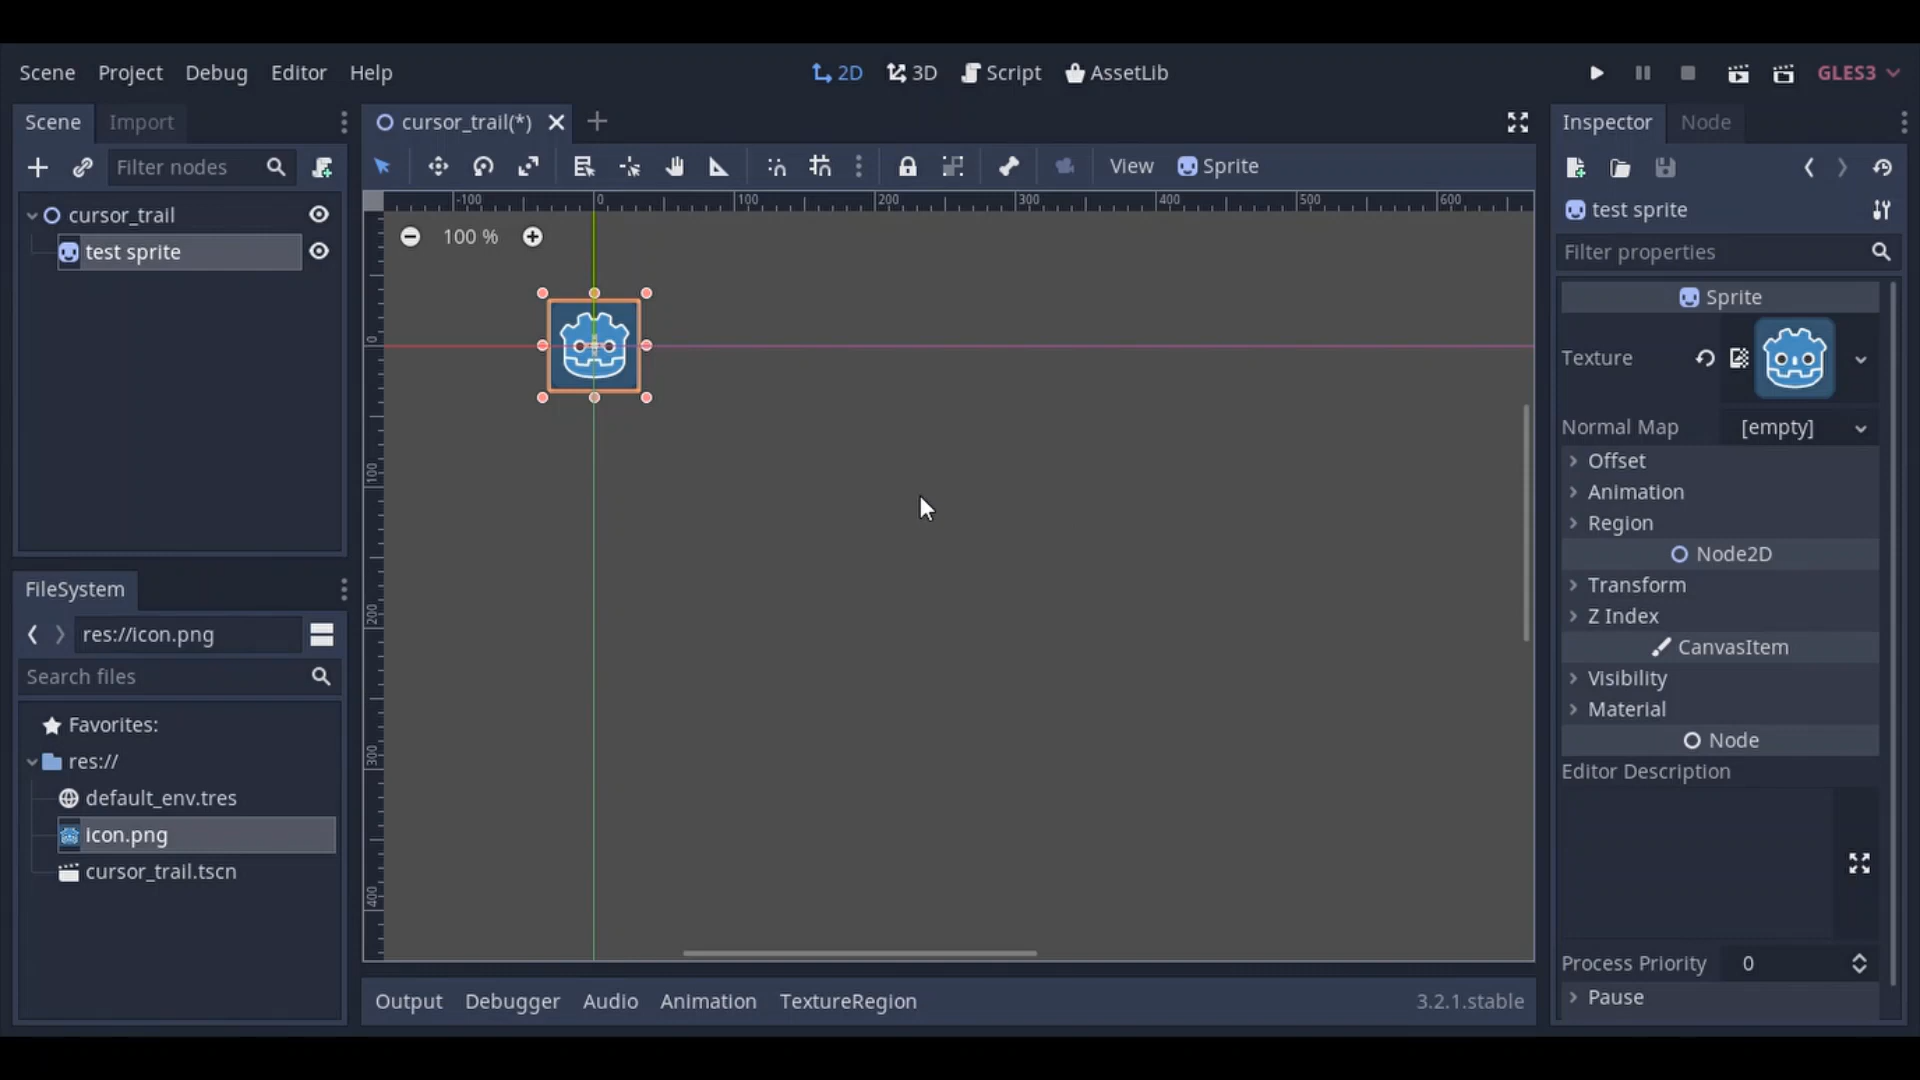 Scene Project Debug Editor Help
2D 3D Script AssetLib
GLES3
Scene Import
Filter nodes
cursor_trail
test sprite
FileSystem
res://icon.png
Search files
Favorites:
res://
default_env.tres
icon.png
cursor_trail.tscn
cursor_trail(*)
View Sprite
-100 0 100 200 300 400 500 600
100 %
0
100
200
300
400
Output Debugger Audio Animation TextureRegion 3.2.1.stable
Inspector Node
test sprite
Filter properties
Sprite
Texture
Normal Map [empty]
Offset
Animation
Region
Node2D
Transform
Z Index
CanvasItem
Visibility
Material
Node
Editor Description
Process Priority 0
Pause